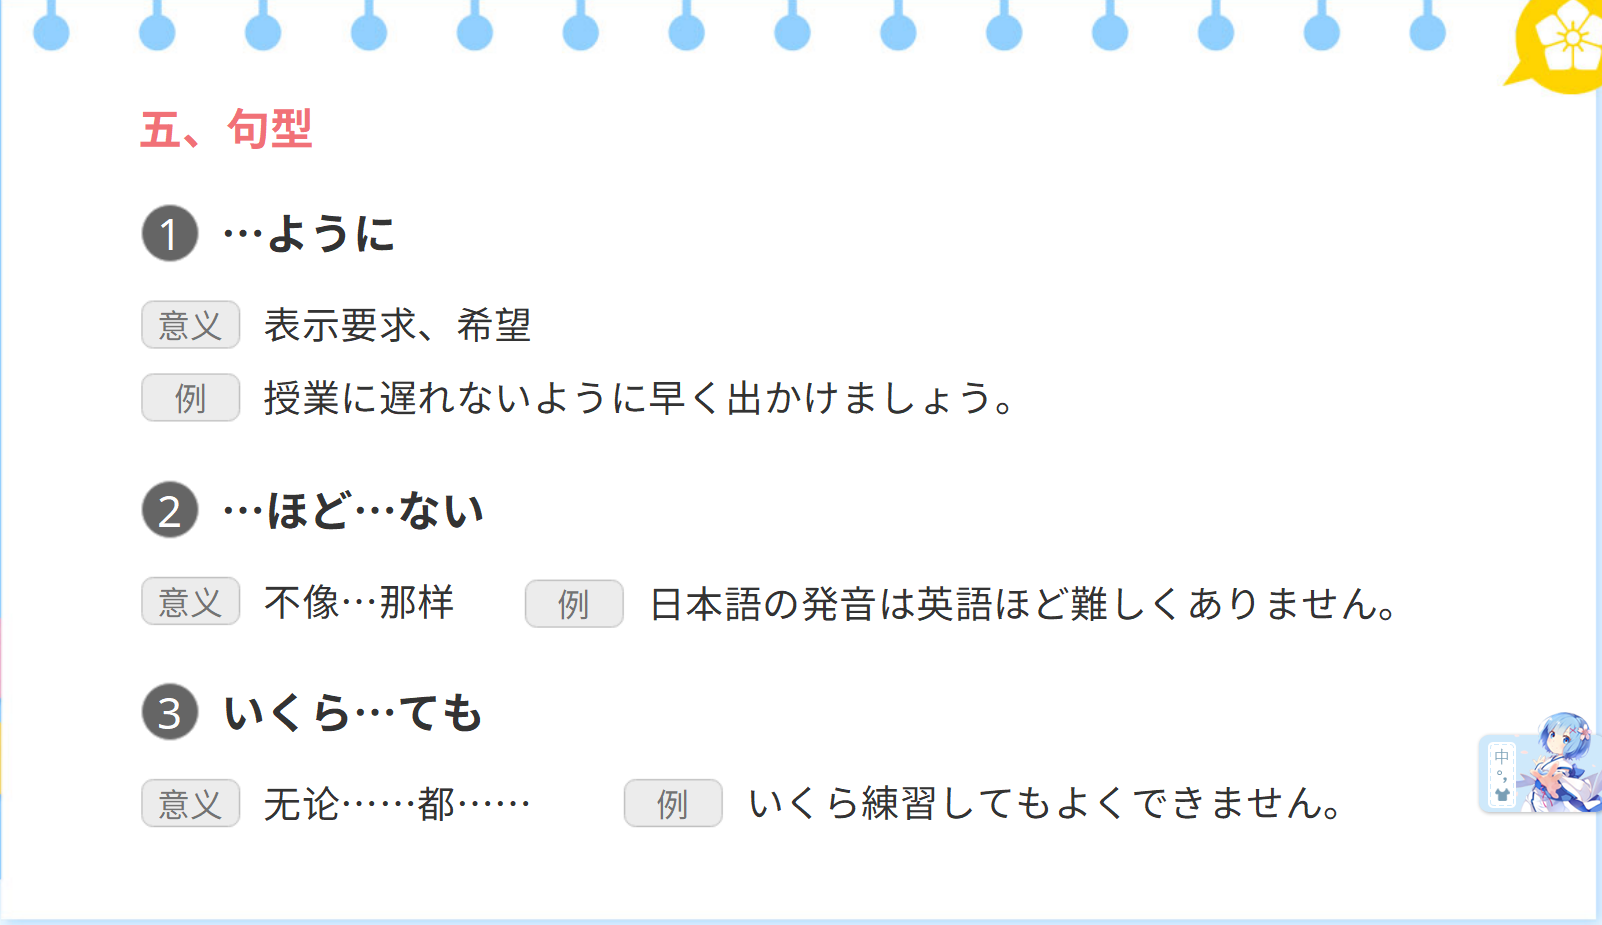 五、句型
1 …ように
意义 表示要求、希望
例 授業に遅れないように早く出かけましょう。
2 …ほど…ない
意义 不像…那样 例 日本語の発音は英語ほど難しくありません。
3 いくら…ても
意义 无论……都…… 例 いくら練習してもよくできません。
中
。,